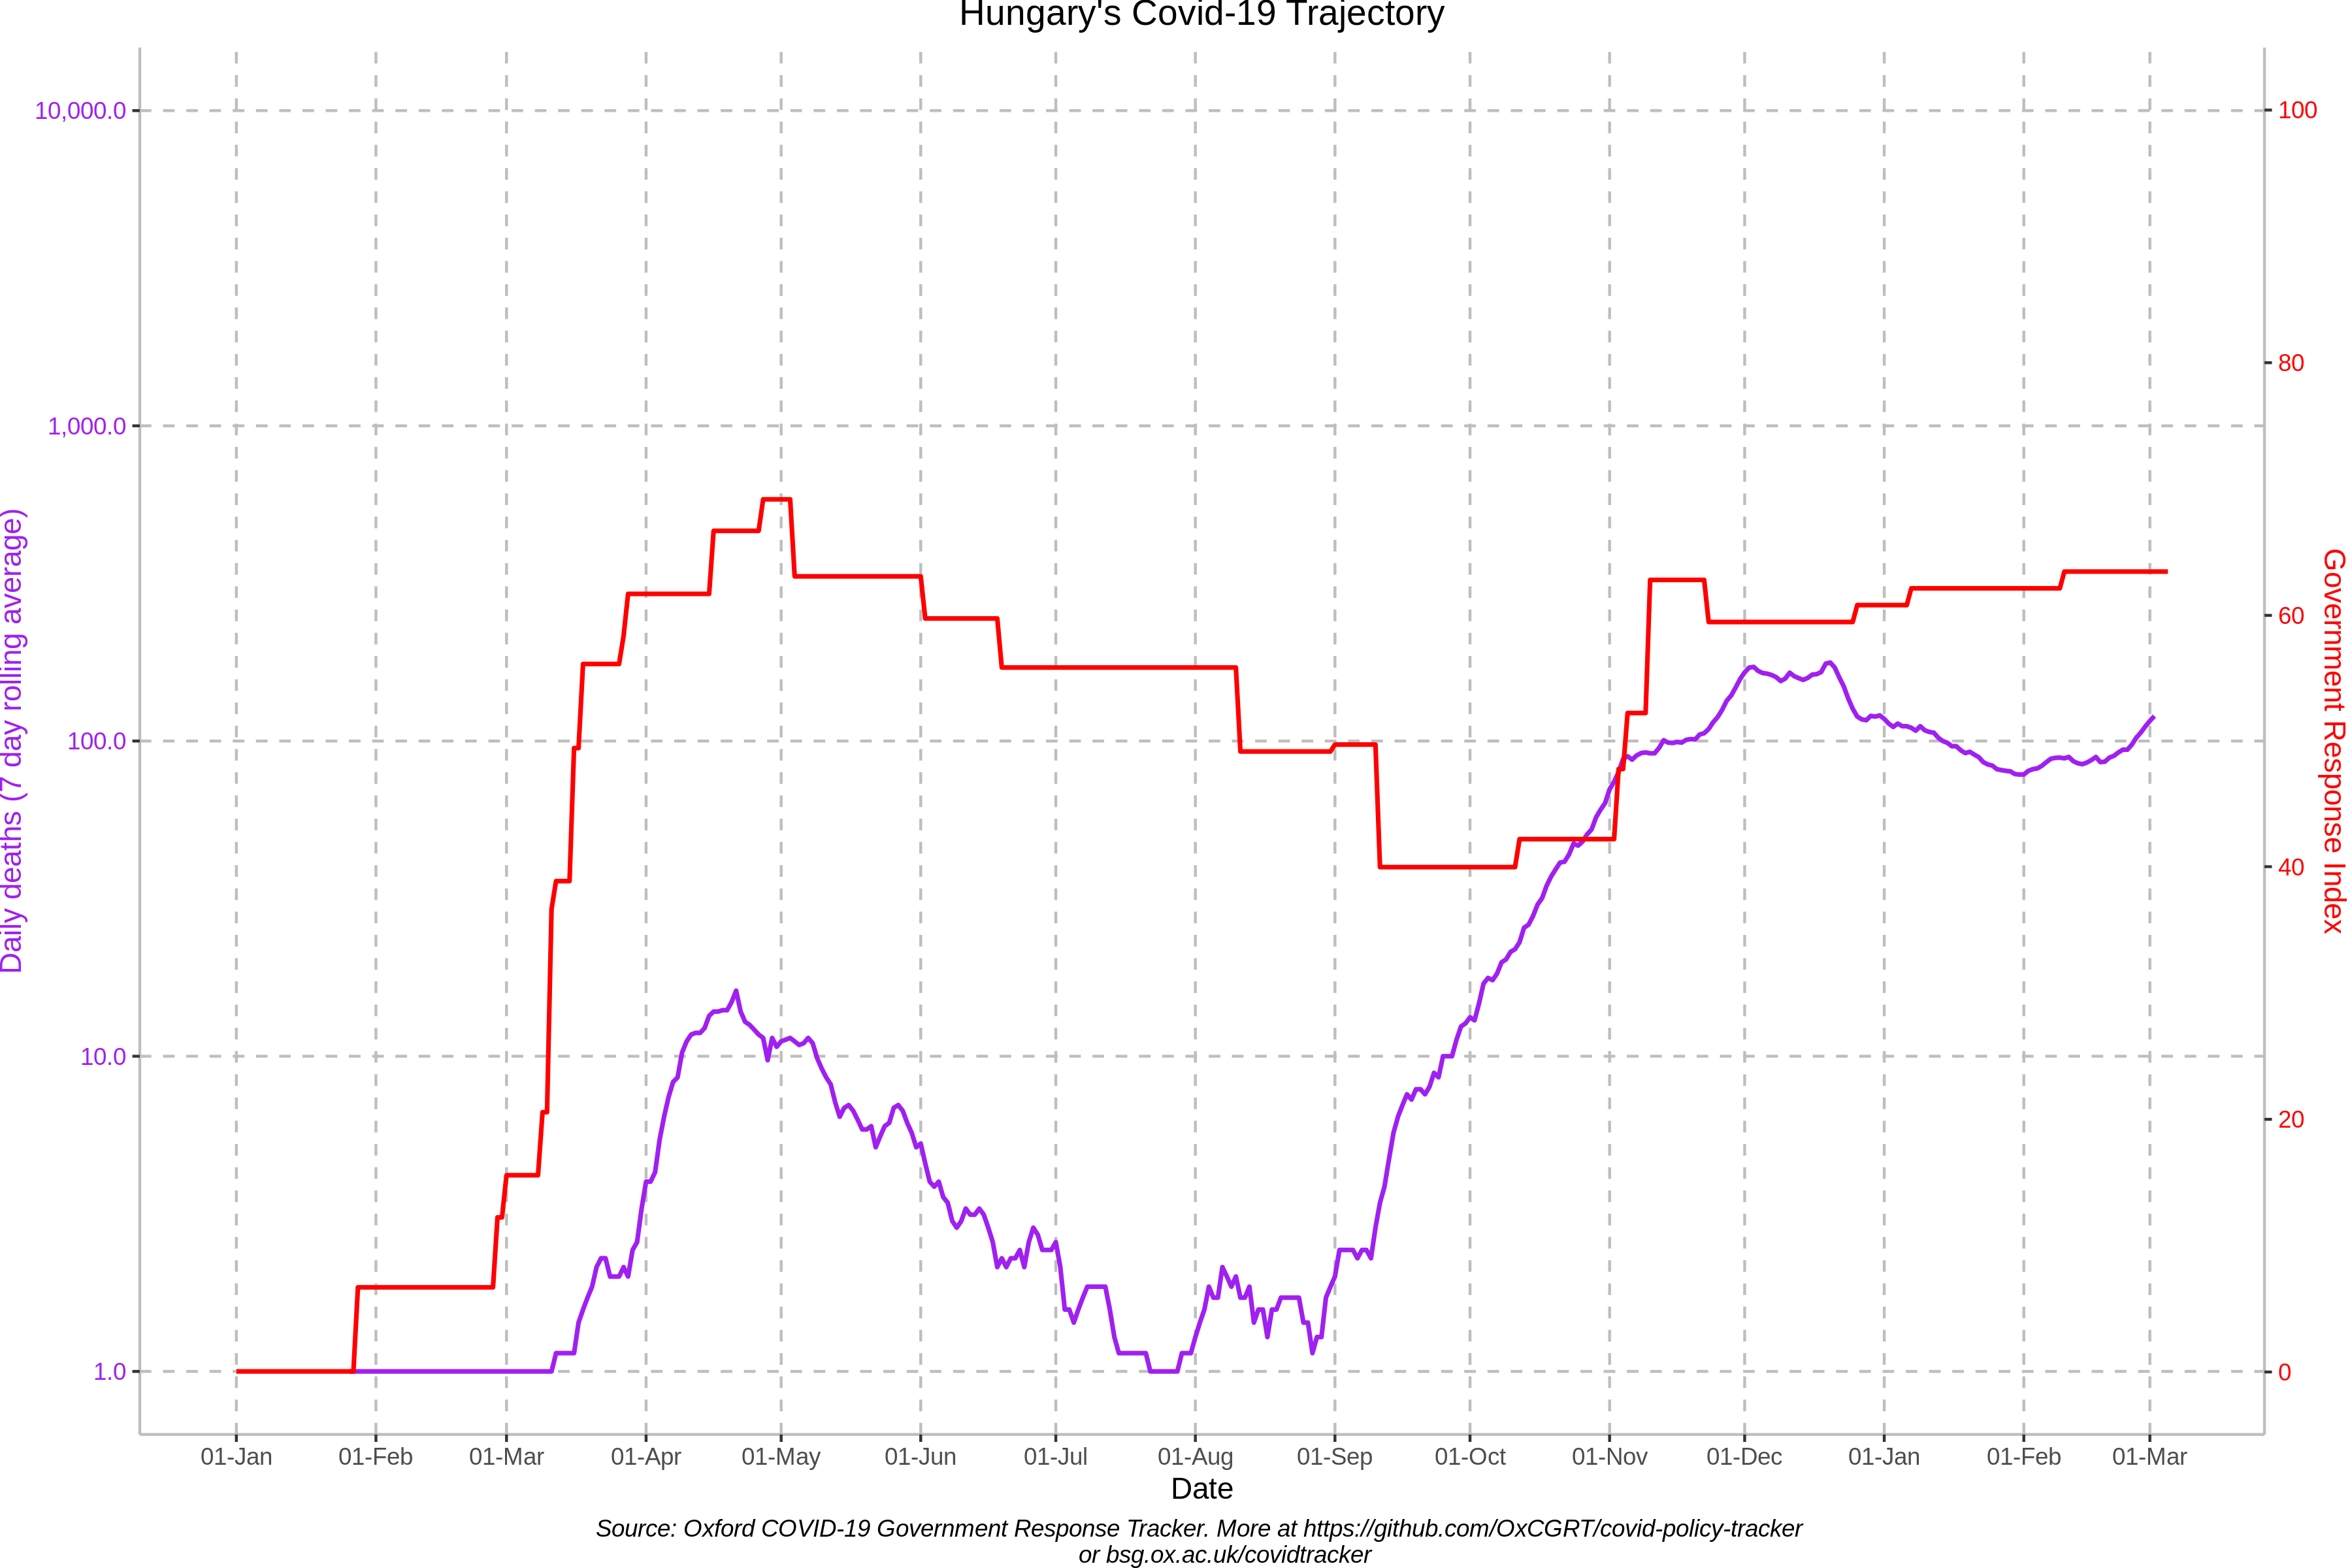 Hungary's Covid-19 Trajectory
Daily deaths (7 day rolling average)
10,000.0
1,000.0
100.0
10.0
1.0
100
80
60
40
20
0
Government Response Index
01-Jan 01-Feb 01-Mar 01-Apr 01-May 01-Jun 01-Jul 01-Aug 01-Sep 01-Oct 01-Nov 01-Dec 01-Jan 01-Feb 01-Mar
Date
Source: Oxford COVID-19 Government Response Tracker. More at https://github.com/OxCGRT/covid-policy-tracker
or bsg.ox.ac.uk/covidtracker